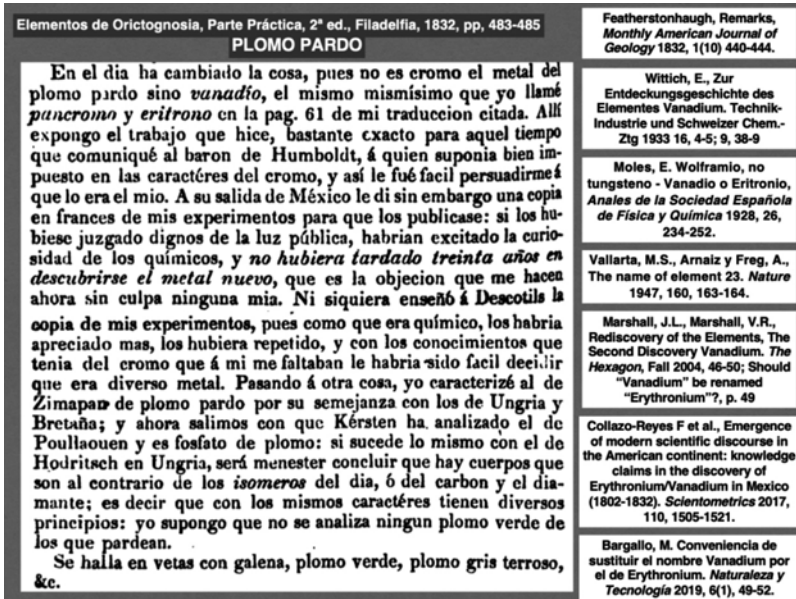 Elementos de Orictognosia, Parte Práctica, 2ª ed., Filadelfia, 1832, pp, 483-485
PLOMO PARDO
En el dia ha cambiado la cosa, pues no es cromo el metal del
plomo pardo sino vanadío, el mismo mismísimo que yo llamé
pancromo y eritrono en la pag. 61 de mi traduccion citada. Allí
expongo el trabajo que hice, bastante exacto para aquel tiempo
que comuniqué al baron de Humboldt, á quien suponia bien im-
puesto en las caractéres del cromo, y así le fué facil persuadirme á
que lo era el mio. A su salida de México le di sin embargo una copia
en frances de mis experimentos para que los publicase: si los hu-
biese juzgado dignos de la luz pública, habrian excitado la curio-
sidad de los químicos, y no hubiera tardado treinta años en
descubrirse el metal nuevo, que es la objecion que me hacen
ahora sin culpa ninguna mia. Ni siquiera enseñó á Descotils la
copia de mis experimentos, pues como que era químico, los habria
apreciado mas, los hubiera repetido, y con los conocimientos que
tenia del cromo que á mi me faltaban le habria sido facil decidir
que era diverso metal. Pasando á otra cosa, yo caracterizé al de
Zimapan de plomo pardo por su semejanza con los de Ungria y
Bretaña; y ahora salimos con que Kérsten ha analizado el de
Poullaouen y es fosfato de plomo: si sucede lo mismo con el de
Hodritsch en Ungria, será menester concluir que hay cuerpos que
son al contrario de los isomeros del dia, ó del carbon y el dia-
mante; es decir que con los mismos caractéres tienen diversos
principios: yo supongo que no se analiza ningun plomo verde de
los que pardean.
Se halla en vetas con galena, plomo verde, plomo gris terroso,
&c.
Featherstonhaugh, Remarks,
Monthly American Journal of
Geology 1832, 1(10) 440-444.
Wittich, E., Zur
Entdeckungsgeschichte des
Elementes Vanadium. Technik-
Industrie und Schweizer Chem.-
Ztg 1933 16, 4-5; 9, 38-9
Moles, E. Wolframio, no
tungsteno - Vanadio o Eritronio,
Anales de la Sociedad Española
de Física y Química 1928, 26,
234-252.
Vallarta, M.S., Arnaiz y Freg, A.,
The name of element 23. Nature
1947, 160, 163-164.
Marshall, J.L., Marshall, V.R.,
Rediscovery of the Elements, The
Second Discovery Vanadium. The
Hexagon, Fall 2004, 46-50; Should
“Vanadium” be renamed
“Erythronium”?, p. 49
Collazo-Reyes F et al., Emergence
of modern scientific discourse in
the American continent: knowledge
claims in the discovery of
Erythronium/Vanadium in Mexico
(1802-1832). Scientometrics 2017,
110, 1505-1521.
Bargallo, M. Conveniencia de
sustituir el nombre Vanadium por
el de Erythronium. Naturaleza y
Tecnología 2019, 6(1), 49-52.